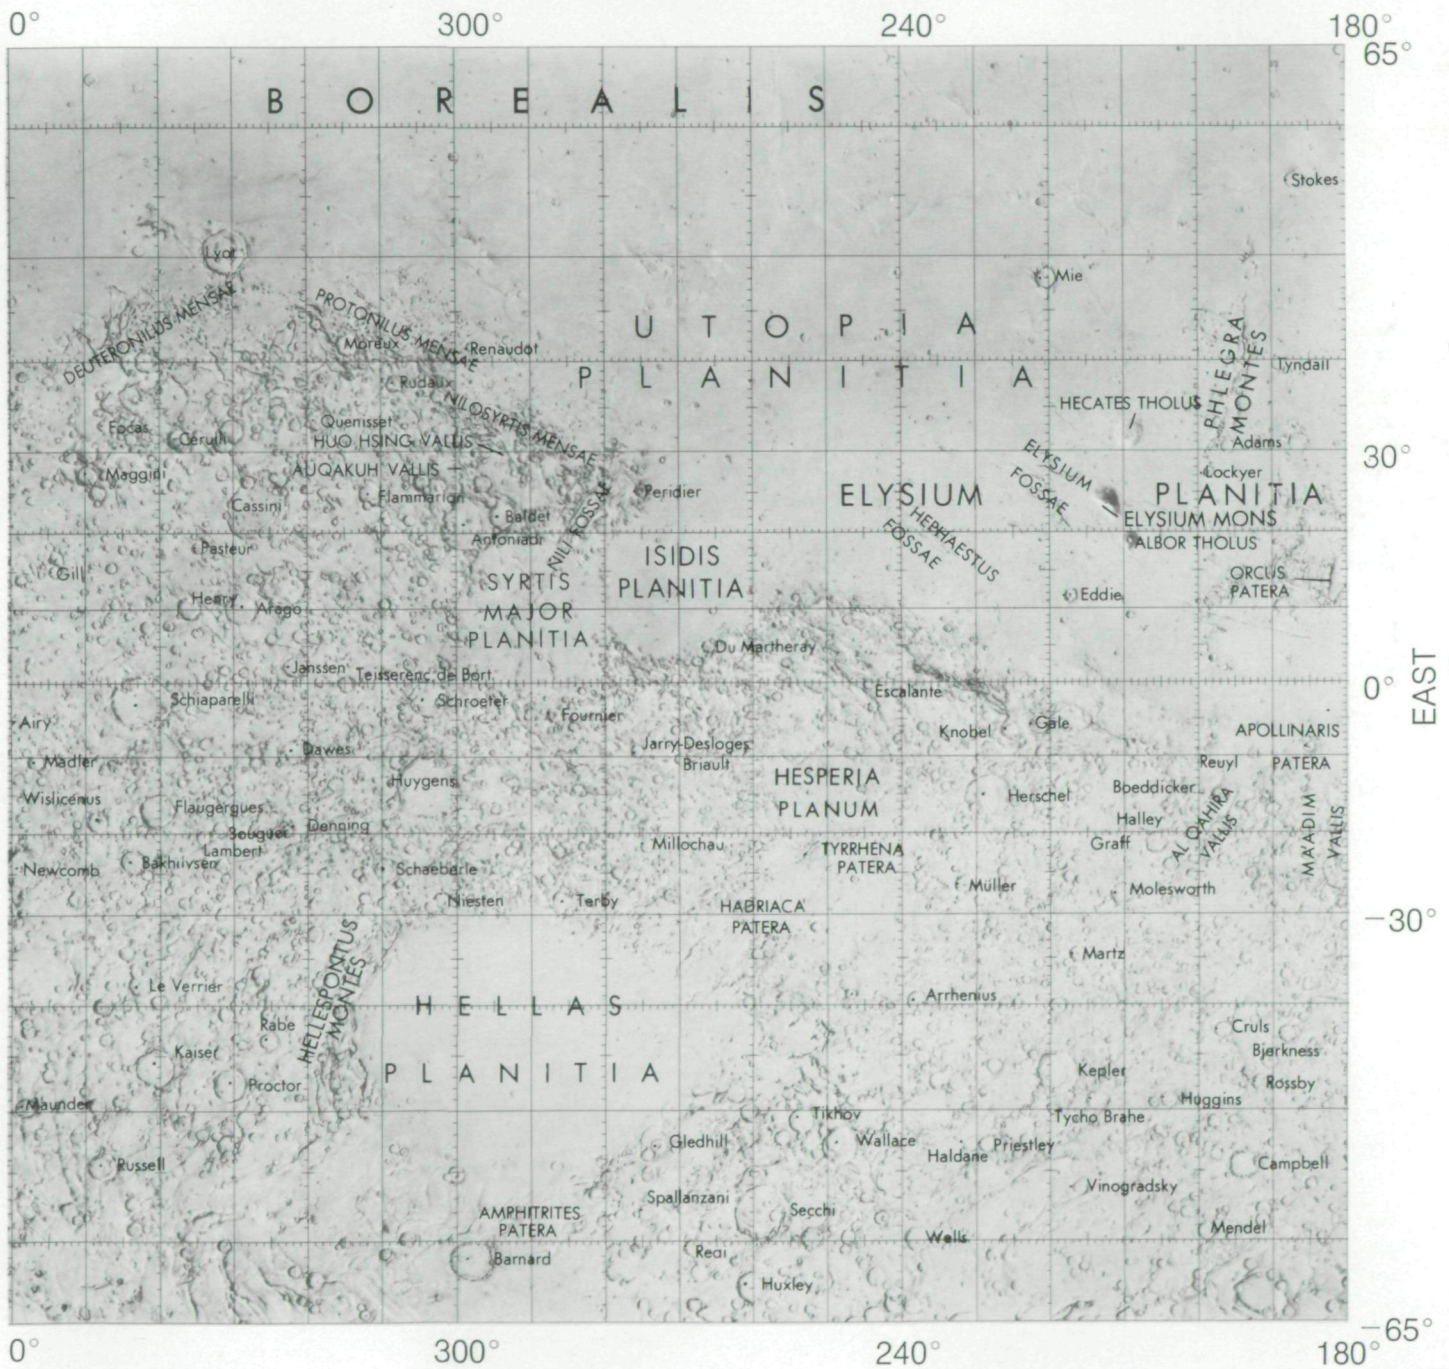 0° 300° 240° 180°
65°
B O R E A L I S
Stokes
Lyot
Mie
DEUTERONILUS MENSAE
PROTONILUS MENSAE
U T O P I A
Moreux
Renaudot
PHLEGRA
MONTES
Tyndall
P L A N I T I A
Rudaux
HECATES THOLUS
NILOSYRTIS MENSAE
Focas
Cerulli
Quenisset
HUO HSING VALLIS
Adams
30°
ELYSIUM
FOSSAE
Maggini
AUQAKUH VALLIS
Lockyer
Flammarion
Peridier
ELYSIUM
PLANITIA
Cassini
NILI FOSSAE
Baldet
ELYSIUM MONS
HEPHAESTUS
FOSSAE
Antoniadi
ALBOR THOLUS
Pasteur
ISIDIS
PLANITIA
Gill
SYRTIS
MAJOR
PLANITIA
ORCUS
PATERA
Henry
Arago
Eddie
Du Martheray
Janssen
Teisserenc de Bort
0°
EAST
Schiaparelli
Schroeter
Escalante
Fournier
Airy
Knobel
Gale
APOLLINARIS
PATERA
Dawes
Jarry-Desloges
Briault
Mädler
Reuyl
Huygens
HESPERIA
PLANUM
Wislicenus
Flaugergues
Herschel
Boeddicker
Bouguer
Denning
Halley
AL QAHIRA
VALLIS
MA'ADIM
VALLIS
Lambert
Millochau
TYRRHENA
PATERA
Graff
Bakhuysen
Newcomb
Schaeberle
Müller
Molesworth
Niesten
Terby
HADRIACA
PATERA
−30°
HELLESPONTUS
MONTES
Martz
Le Verrier
H E L L A S
Arrhenius
Rabe
Cruls
Kaiser
Bjerkness
P L A N I T I A
Kepler
Proctor
Rossby
Maunder
Huggins
Tikhov
Tycho Brahe
Gledhill
Wallace
Haldane
Priestley
Russell
Campbell
Vinogradsky
Spallanzani
AMPHITRITES
PATERA
Secchi
Mendel
Wells
Barnard
Redi
Huxley
−65°
0° 300° 240° 180°